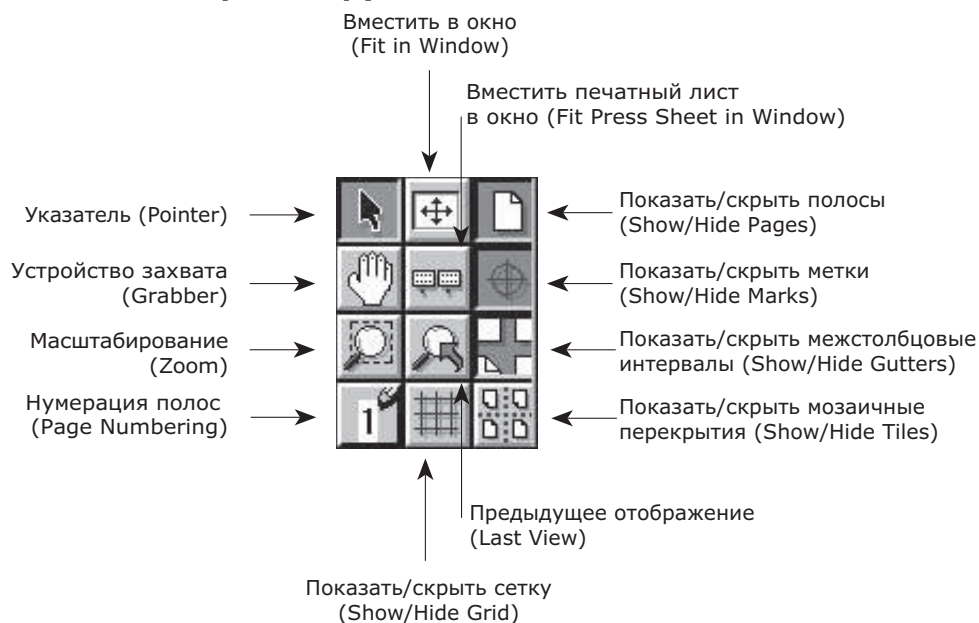 Вместить в окно
(Fit in Window)
Вместить печатный лист
в окно (Fit Press Sheet in Window)
Указатель (Pointer)
Показать/скрыть полосы
(Show/Hide Pages)
Устройство захвата
(Grabber)
Показать/скрыть метки
(Show/Hide Marks)
Масштабирование
(Zoom)
Показать/скрыть межстолбцовые
интервалы (Show/Hide Gutters)
Нумерация полос
(Page Numbering)
1
Показать/скрыть мозаичные
перекрытия (Show/Hide Tiles)
Предыдущее отображение
(Last View)
Показать/скрыть сетку
(Show/Hide Grid)